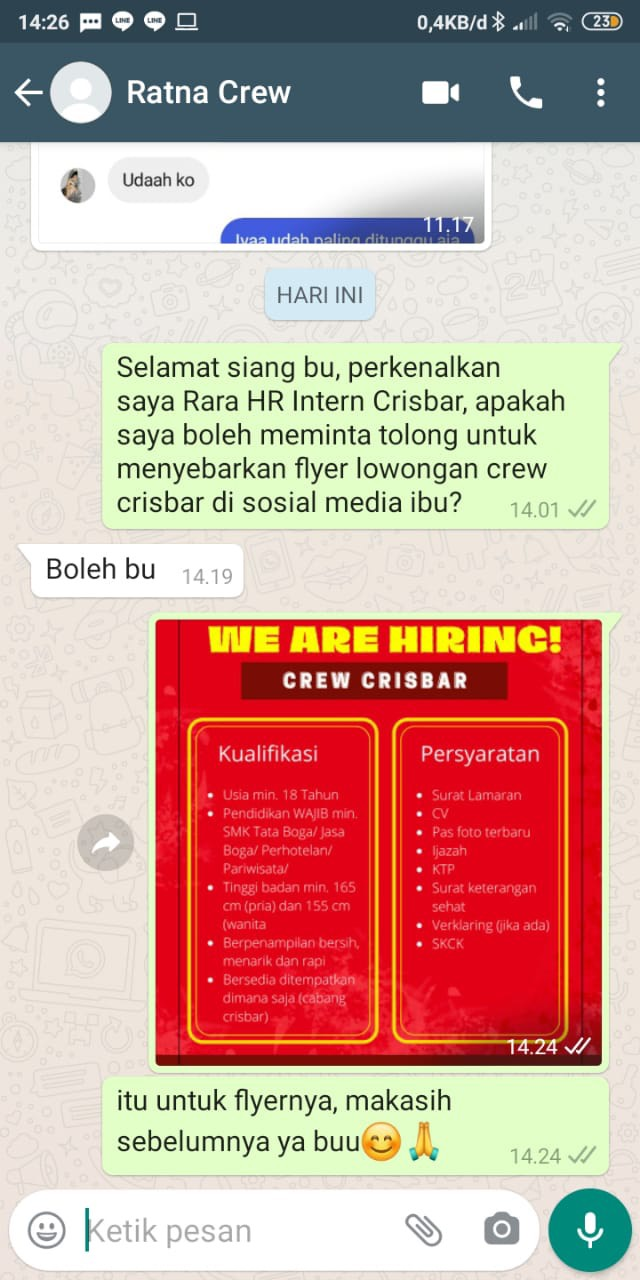 14:26
LINE
LINE
0,4KB/d
23
Ratna Crew
Udaah ko
Iyaa udah paling ditunggu aja
11.17
HARI INI
Selamat siang bu, perkenalkan
saya Rara HR Intern Crisbar, apakah
saya boleh meminta tolong untuk
menyebarkan flyer lowongan crew
crisbar di sosial media ibu?
14.01
Boleh bu
14.19
WE ARE HIRING!
CREW CRISBAR
Kualifikasi
• Usia min. 18 Tahun
• Pendidikan WAJIB min.
SMK Tata Boga/ Jasa
Boga/ Perhotelan/
Pariwisata/
• Tinggi badan min. 165
cm (pria) dan 155 cm
(wanita
• Berpenampilan bersih,
menarik dan rapi
• Bersedia ditempatkan
dimana saja (cabang
crisbar)
Persyaratan
• Surat Lamaran
• CV
• Pas foto terbaru
• Ijazah
• KTP
• Surat keterangan
sehat
• Verklaring (jika ada)
• SKCK
14.24
itu untuk flyernya, makasih
sebelumnya ya buu😊🙏
14.24
Ketik pesan